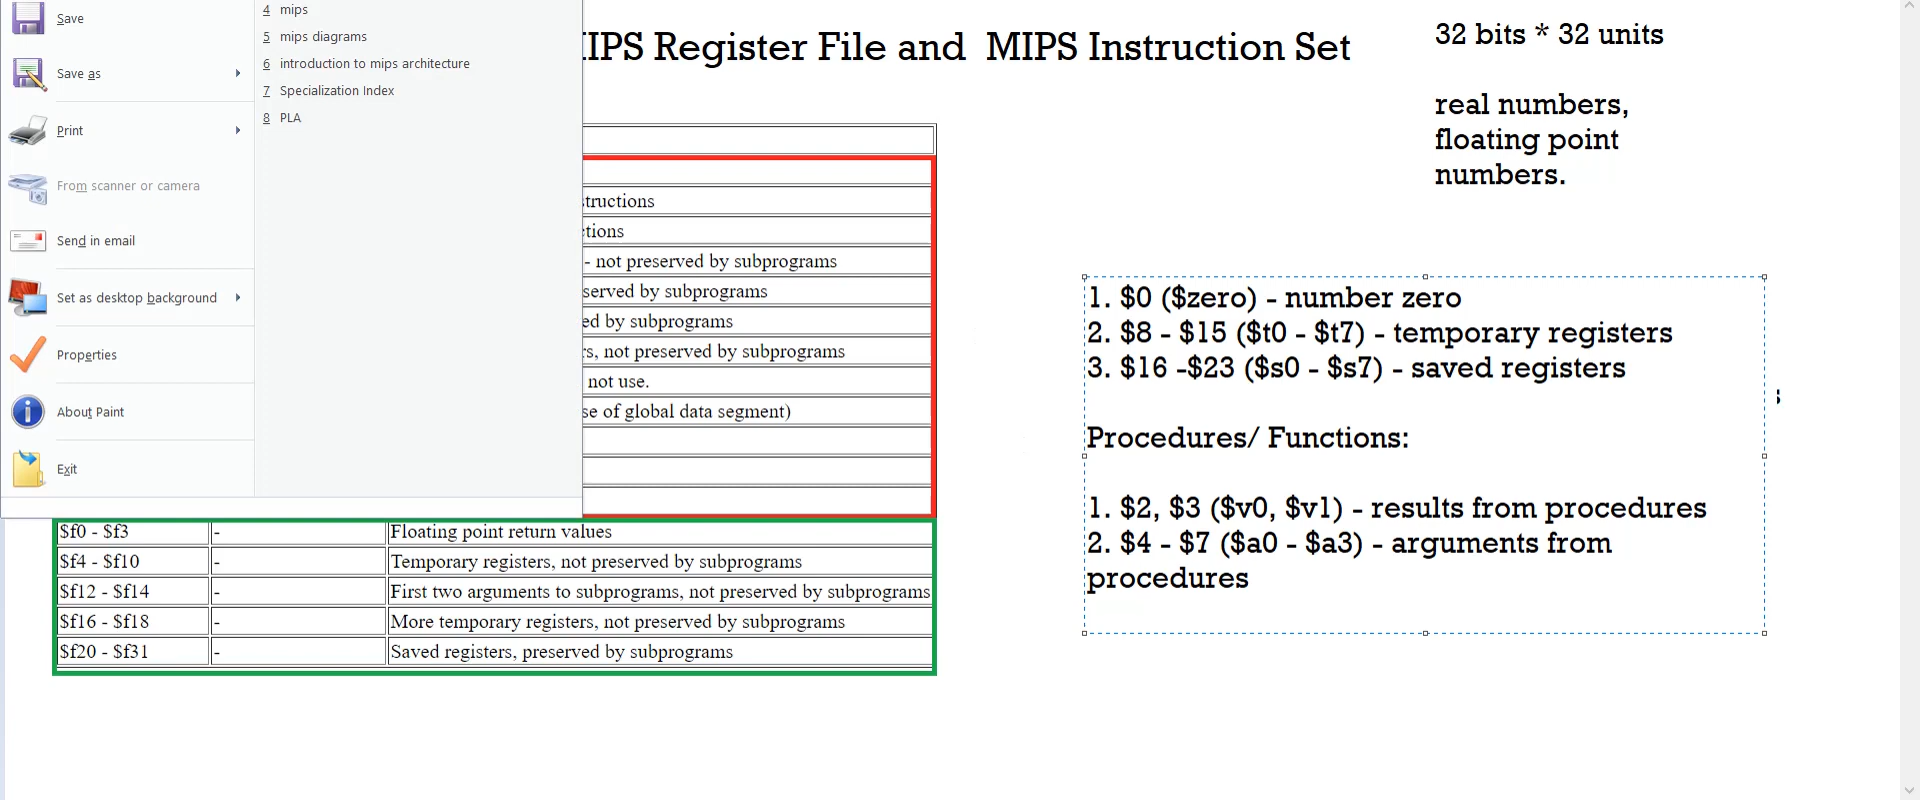 Save
Save as
Print
From scanner or camera
Send in email
Set as desktop background
Properties
About Paint
Exit
4 mips
5 mips diagrams
6 introduction to mips architecture
7 Specialization Index
8 PLA
IPS Register File and MIPS Instruction Set
32 bits * 32 units
real numbers,
floating point
numbers.
structions
tions
- not preserved by subprograms
served by subprograms
ed by subprograms
rs, not preserved by subprograms
not use.
se of global data segment)
$f0 - $f3 - Floating point return values
$f4 - $f10 - Temporary registers, not preserved by subprograms
$f12 - $f14 - First two arguments to subprograms, not preserved by subprograms
$f16 - $f18 - More temporary registers, not preserved by subprograms
$f20 - $f31 - Saved registers, preserved by subprograms
1. $0 ($zero) - number zero
2. $8 - $15 ($t0 - $t7) - temporary registers
3. $16 -$23 ($s0 - $s7) - saved registers
Procedures/ Functions:
1. $2, $3 ($v0, $v1) - results from procedures
2. $4 - $7 ($a0 - $a3) - arguments from
procedures